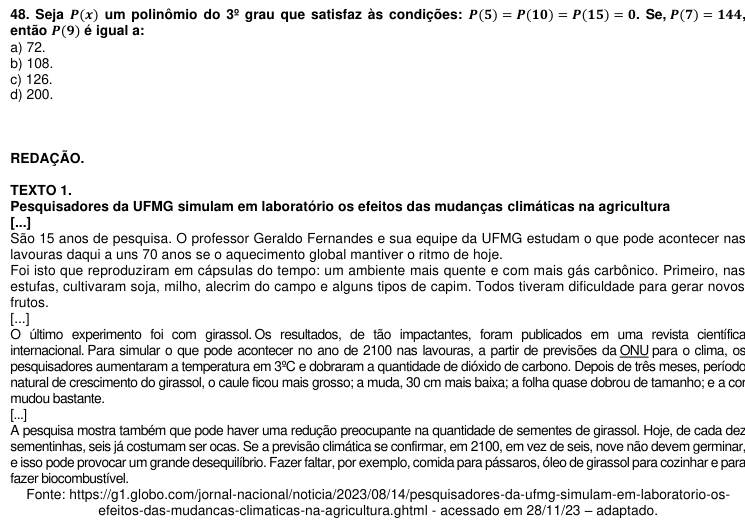 48. Seja P(x) um polinômio do 3º grau que satisfaz às condições: P(5) = P(10) = P(15) = 0. Se, P(7) = 144,
então P(9) é igual a:
a) 72.
b) 108.
c) 126.
d) 200.
REDAÇÃO.
TEXTO 1.
Pesquisadores da UFMG simulam em laboratório os efeitos das mudanças climáticas na agricultura
[...]
São 15 anos de pesquisa. O professor Geraldo Fernandes e sua equipe da UFMG estudam o que pode acontecer nas
lavouras daqui a uns 70 anos se o aquecimento global mantiver o ritmo de hoje.
Foi isto que reproduziram em cápsulas do tempo: um ambiente mais quente e com mais gás carbônico. Primeiro, nas
estufas, cultivaram soja, milho, alecrim do campo e alguns tipos de capim. Todos tiveram dificuldade para gerar novos
frutos.
[...]
O último experimento foi com girassol. Os resultados, de tão impactantes, foram publicados em uma revista científica
internacional. Para simular o que pode acontecer no ano de 2100 nas lavouras, a partir de previsões da ONU para o clima, os
pesquisadores aumentaram a temperatura em 3ºC e dobraram a quantidade de dióxido de carbono. Depois de três meses, período
natural de crescimento do girassol, o caule ficou mais grosso; a muda, 30 cm mais baixa; a folha quase dobrou de tamanho; e a cor
mudou bastante.
[...]
A pesquisa mostra também que pode haver uma redução preocupante na quantidade de sementes de girassol. Hoje, de cada dez
sementinhas, seis já costumam ser ocas. Se a previsão climática se confirmar, em 2100, em vez de seis, nove não devem germinar,
e isso pode provocar um grande desequilíbrio. Fazer faltar, por exemplo, comida para pássaros, óleo de girassol para cozinhar e para
fazer biocombustível.
Fonte: https://g1.globo.com/jornal-nacional/noticia/2023/08/14/pesquisadores-da-ufmg-simulam-em-laboratorio-os-
efeitos-das-mudancas-climaticas-na-agricultura.ghtml - acessado em 28/11/23 – adaptado.